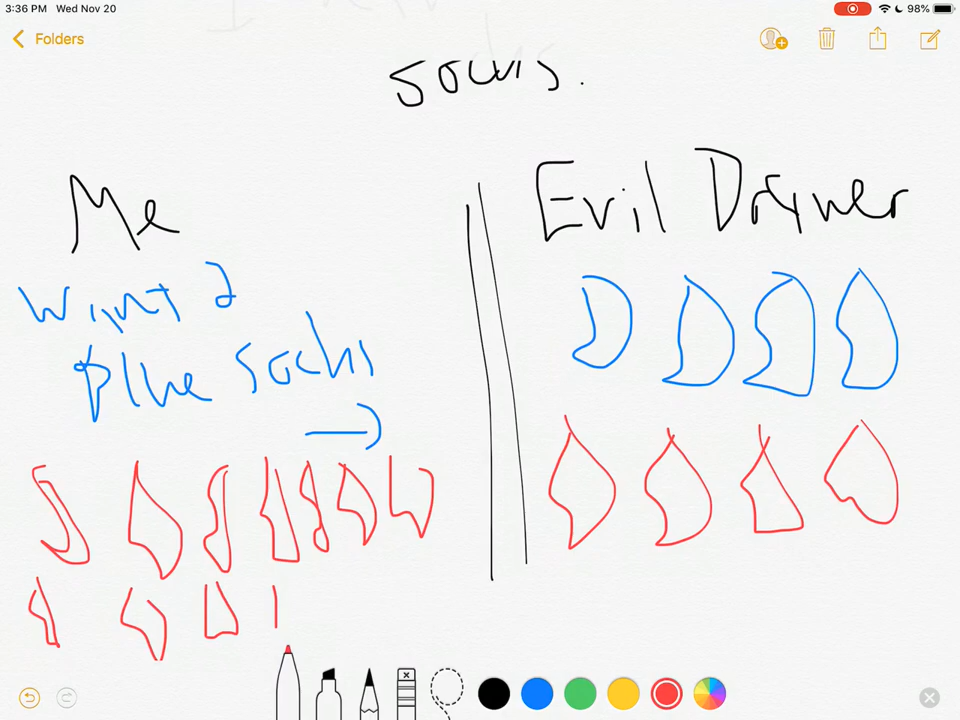 3:36 PM Wed Nov 20
98%
Folders
socks.
Me
Evil Drawer
want 2
blue socks